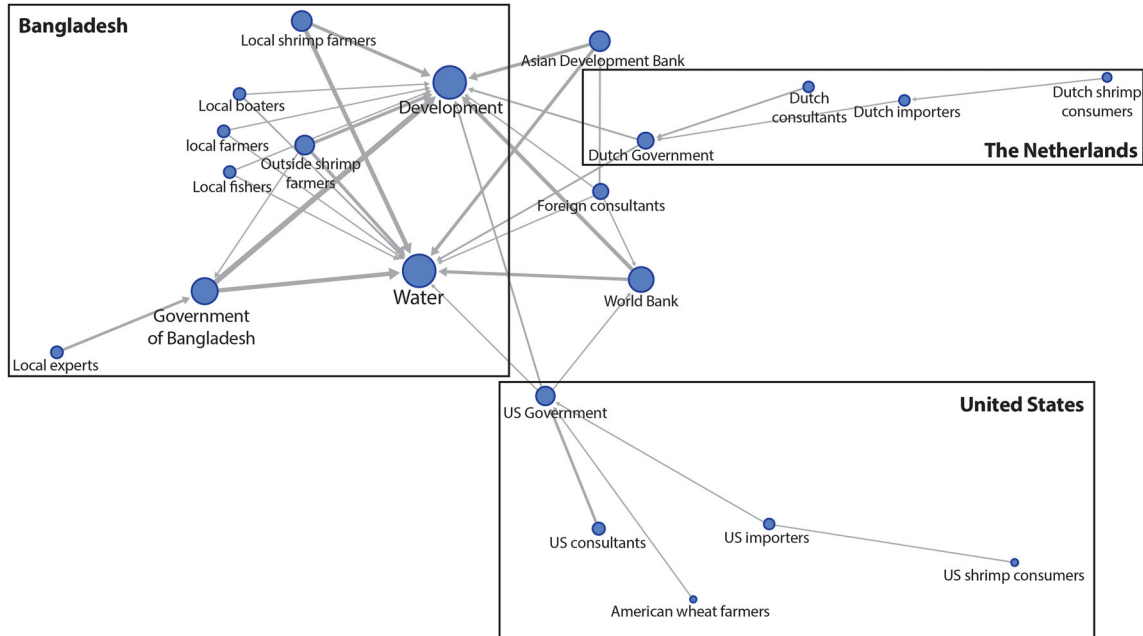 Bangladesh
Local shrimp farmers
Asian Development Bank
Development
Local boaters
local farmers
Outside shrimp
farmers
Local fishers
Dutch
consultants
Dutch importers
Dutch shrimp
consumers
Dutch Government
The Netherlands
Foreign consultants
Water
World Bank
Government
of Bangladesh
Local experts
US Government
United States
US consultants
US importers
US shrimp consumers
American wheat farmers